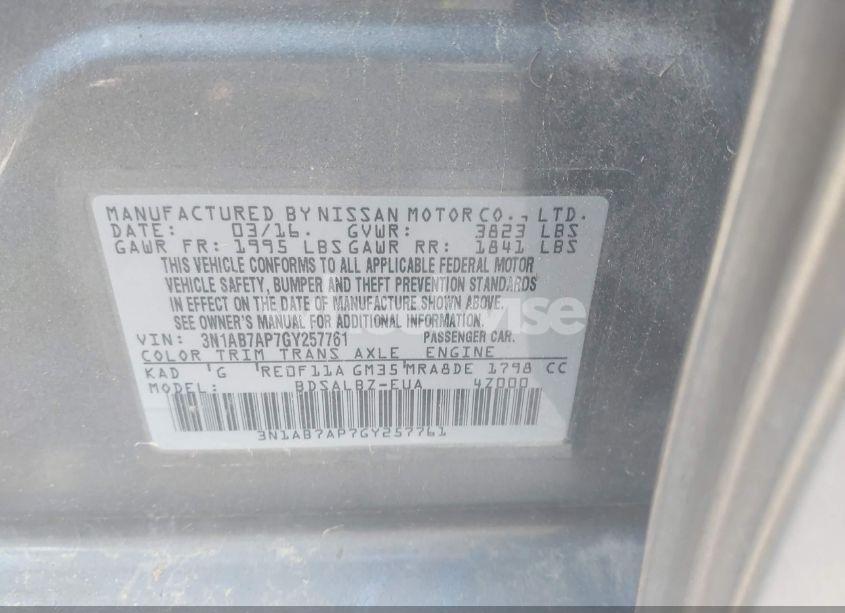 MANUFACTURED BY NISSAN MOTOR CO., LTD.
DATE: 03/16. GVWR: 3823 LBS
GAWR FR: 1995 LBS GAWR RR: 1841 LBS
THIS VEHICLE CONFORMS TO ALL APPLICABLE FEDERAL MOTOR
VEHICLE SAFETY, BUMPER AND THEFT PREVENTION STANDARDS
IN EFFECT ON THE DATE OF MANUFACTURE SHOWN ABOVE.
SEE OWNER'S MANUAL FOR ADDITIONAL INFORMATION.
VIN: 3N1AB7AP7GY257761 PASSENGER CAR.
COLOR TRIM TRANS AXLE ENGINE
KAD G RE0F11A GM35 MRA8DE 1798 CC
MODEL: BDSALBZ-EUA 4Z000
3N1AB7AP7GY257761